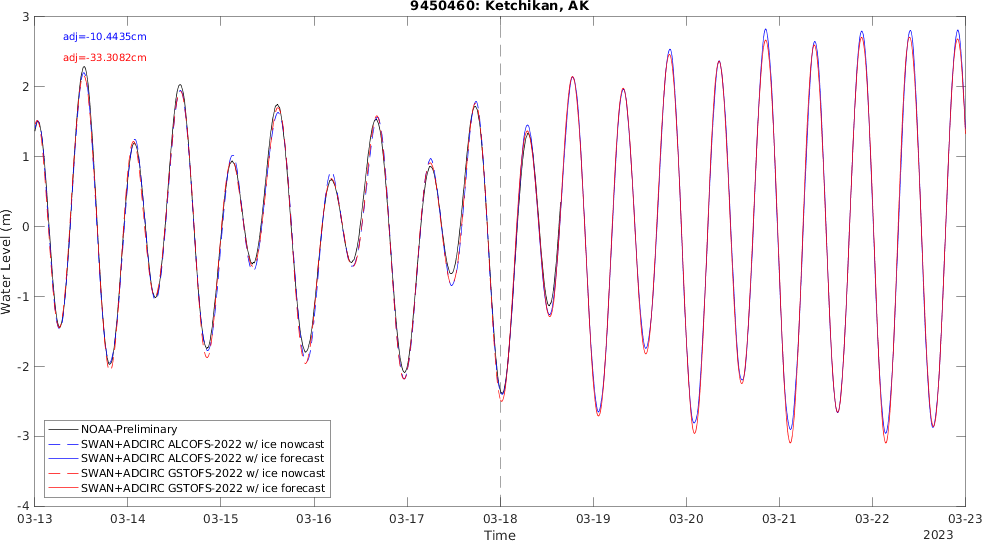 9450460: Ketchikan, AK
adj=-10.4435cm
adj=-33.3082cm
3
2
1
0
-1
-2
-3
-4
Water Level (m)
NOAA-Preliminary
SWAN+ADCIRC ALCOFS-2022 w/ ice nowcast
SWAN+ADCIRC ALCOFS-2022 w/ ice forecast
SWAN+ADCIRC GSTOFS-2022 w/ ice nowcast
SWAN+ADCIRC GSTOFS-2022 w/ ice forecast
03-13 03-14 03-15 03-16 03-17 03-18 03-19 03-20 03-21 03-22 03-23
Time
2023